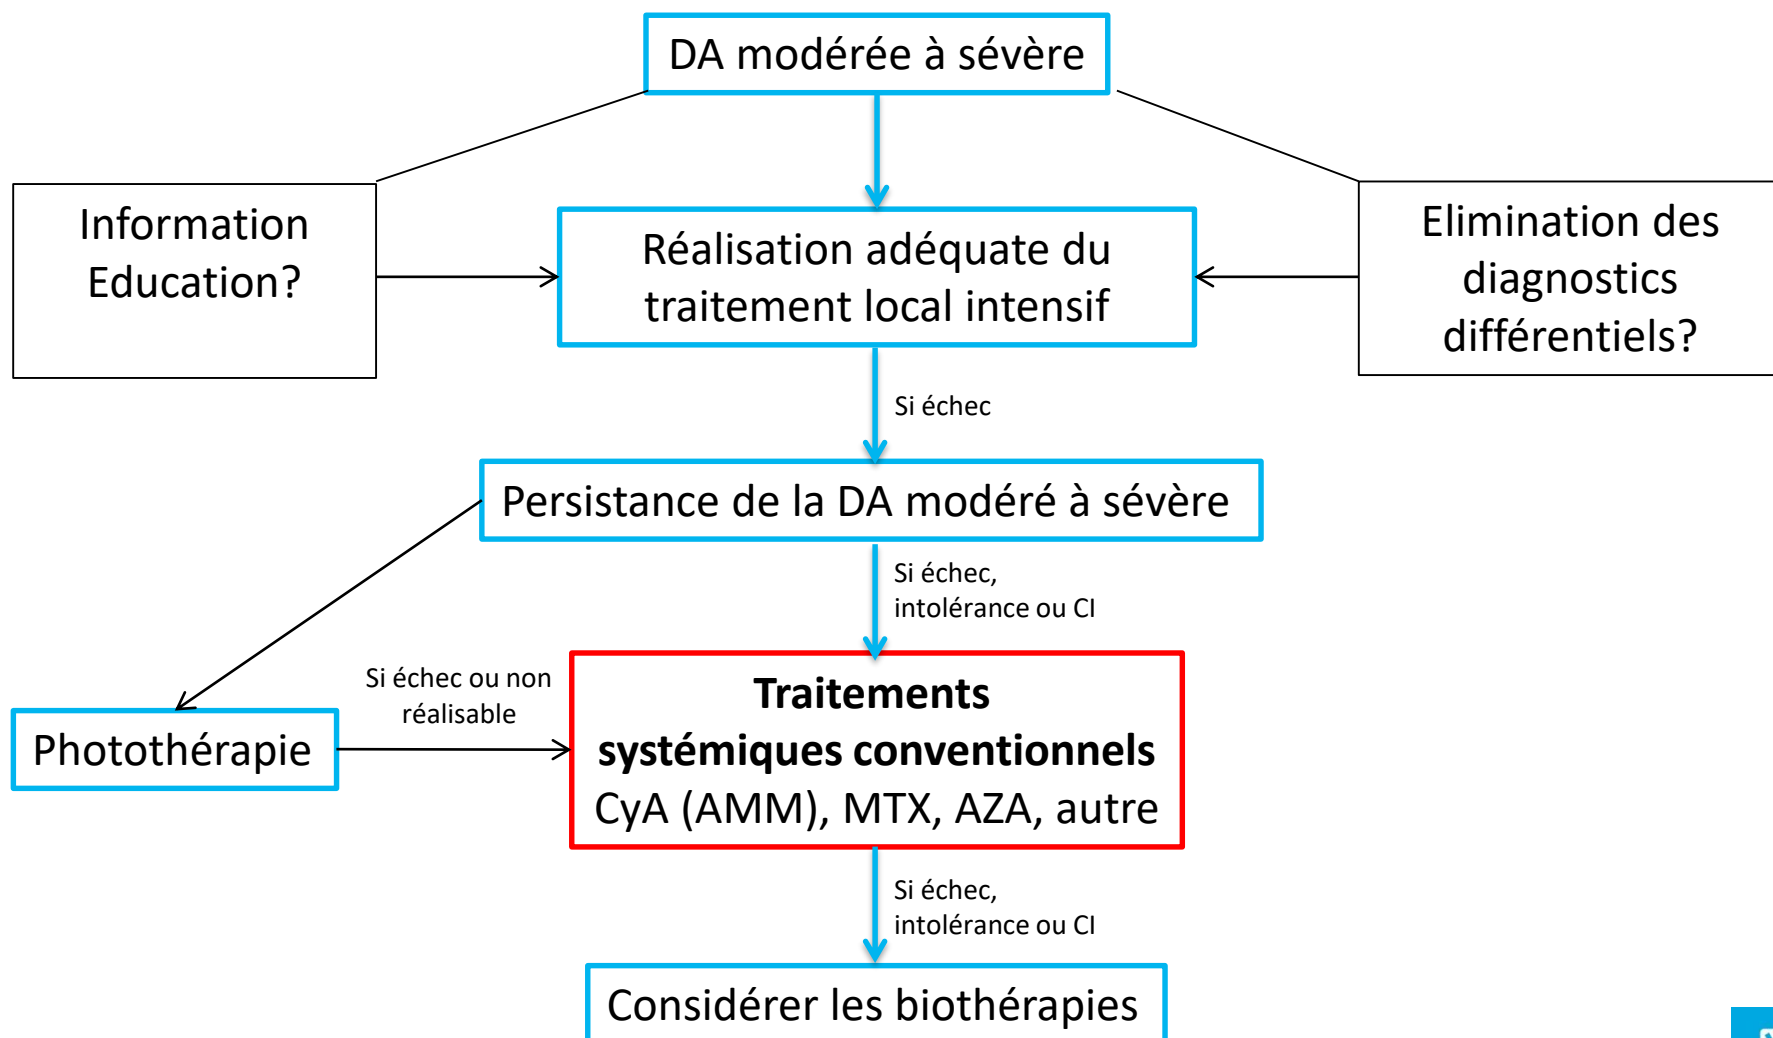 DA modérée à sévère
Information
Education?
Réalisation adéquate du
traitement local intensif
Elimination des
diagnostics
différentiels?
Si échec
Persistance de la DA modéré à sévère
Si échec,
intolérance ou CI
Si échec ou non
réalisable
Photothérapie
Traitements
systémiques conventionnels
CyA (AMM), MTX, AZA, autre
Si échec,
intolérance ou CI
Considérer les biothérapies